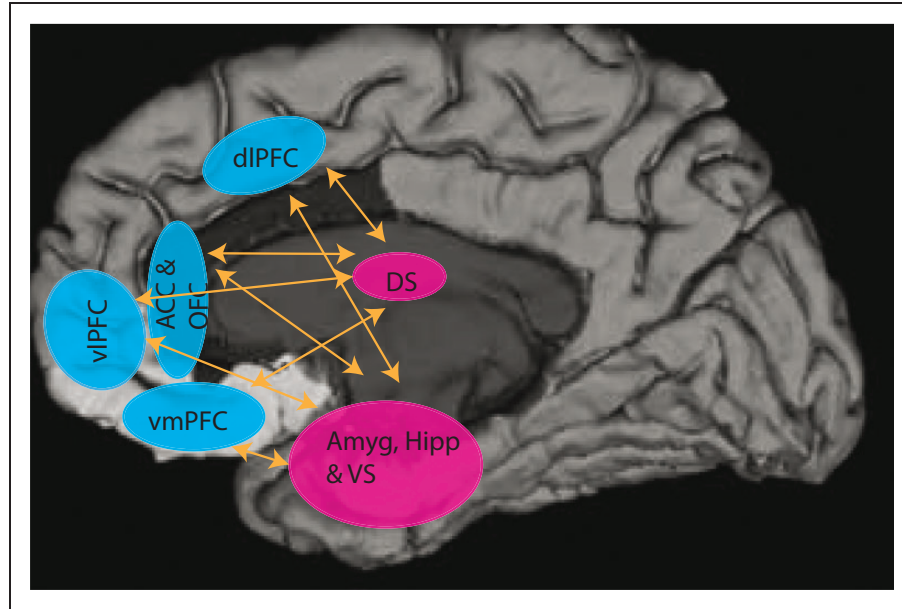 dlPFC
ACC &
OFC
DS
vlPFC
vmPFC
Amyg, Hipp
& VS